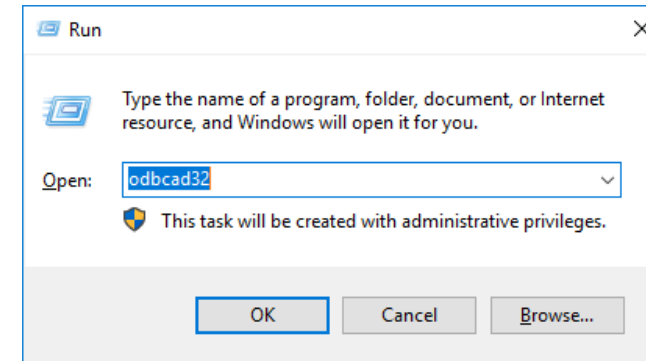 Run
Type the name of a program, folder, document, or Internet
resource, and Windows will open it for you.
Open: odbcad32
This task will be created with administrative privileges.
OK Cancel Browse...